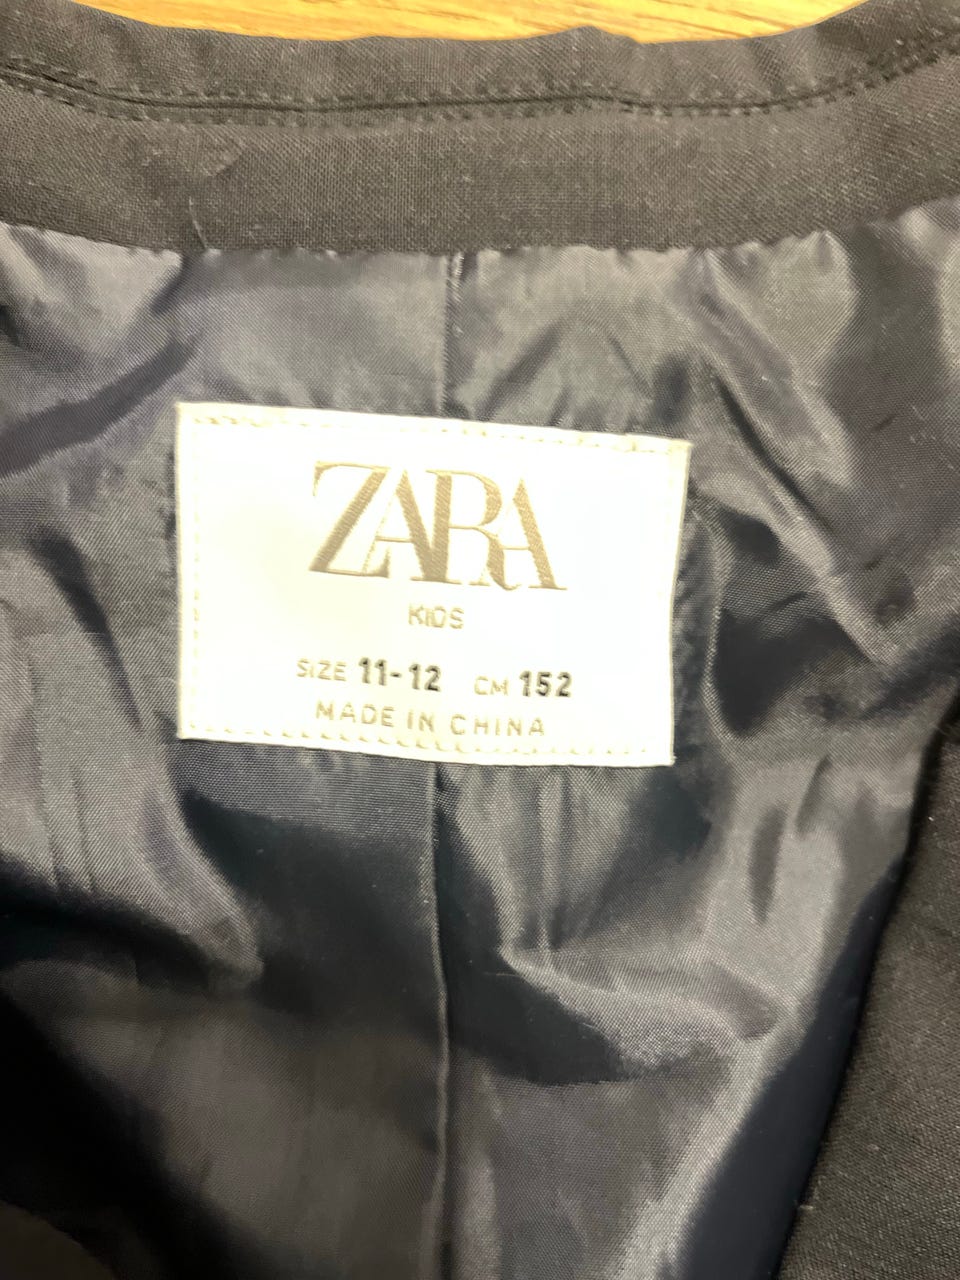 ZARA
KIDS
SIZE 11-12 CM 152
MADE IN CHINA